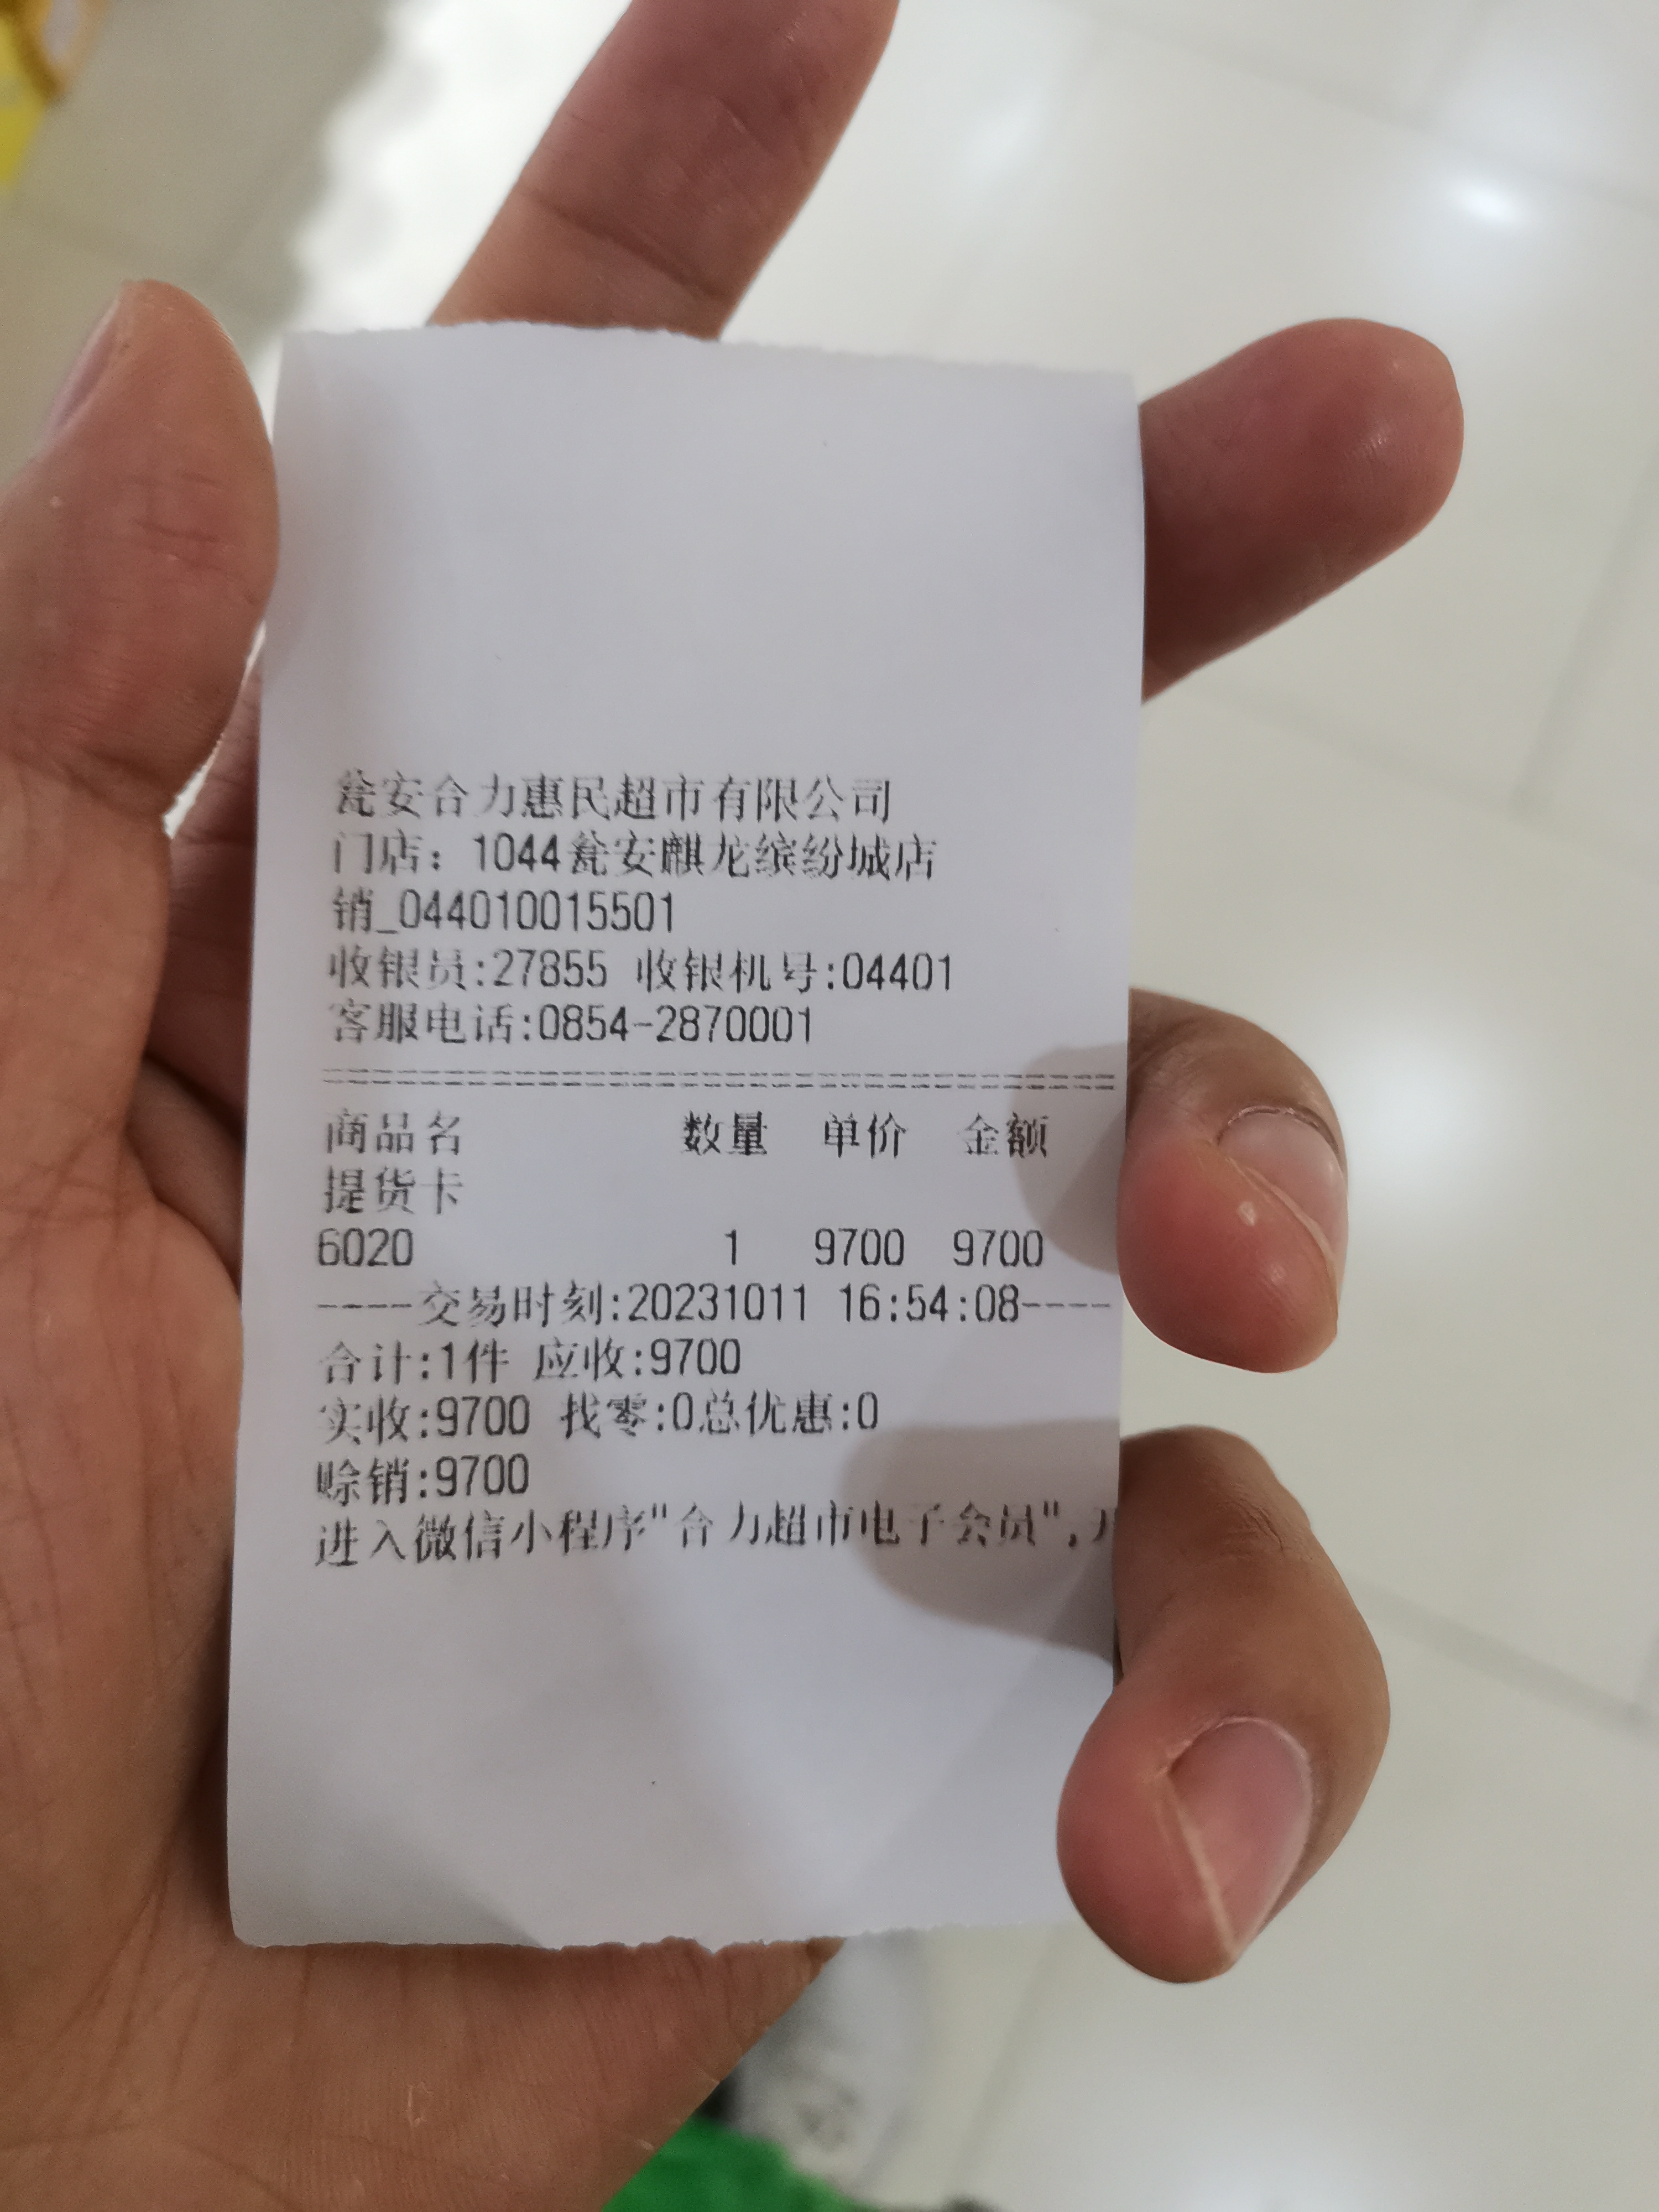 瓮安合力惠民超市有限公司
门店：1044瓮安麒龙缤纷城店
销_044010015501
收银员:27855 收银机号:04401
客服电话:0854-2870001
==================================
商品名 数量 单价 金额
提货卡
6020 1 9700 9700
----交易时刻:20231011 16:54:08----
合计:1件 应收:9700
实收:9700 找零:0总优惠:0
赊销:9700
进入微信小程序"合力超市电子会员",